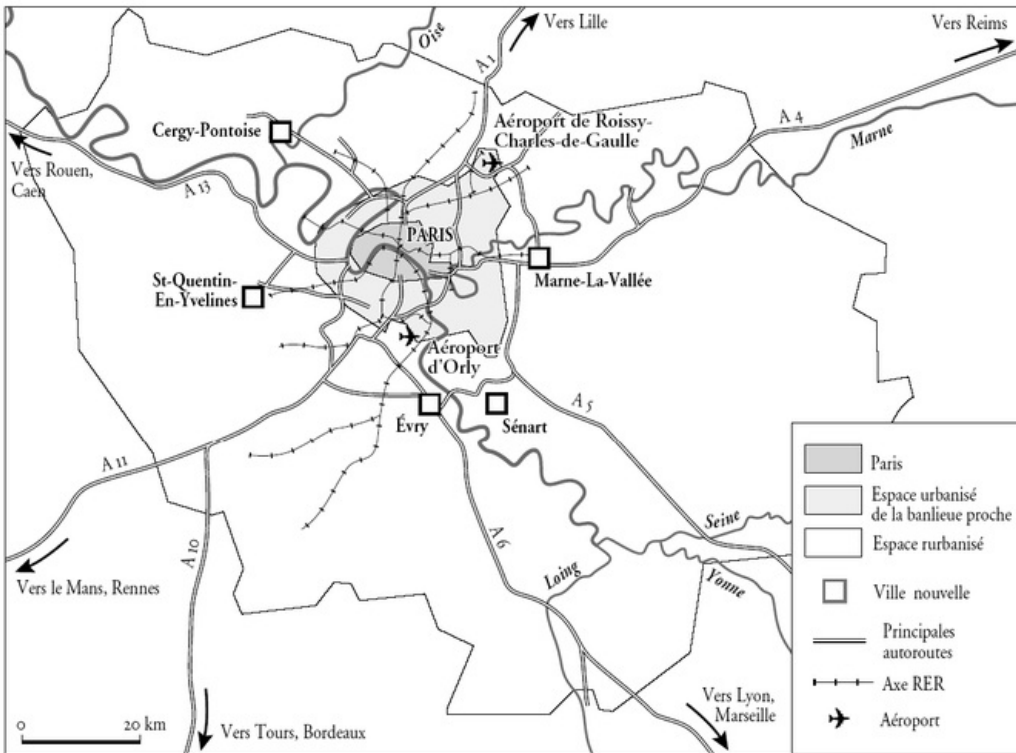 Vers Lille
Vers Reims
Oise
A 1
A 4
Cergy-Pontoise
Aéroport de Roissy-
Charles-de-Gaulle
Marne
Vers Rouen,
Caen
A 13
PARIS
St-Quentin-
En-Yvelines
Marne-La-Vallée
Aéroport
d'Orly
Évry
Sénart
A 5
A 11
A 10
A 6
Seine
Loing
Yonne
Vers le Mans, Rennes
Vers Tours, Bordeaux
Vers Lyon,
Marseille
0 20 km
Paris
Espace urbanisé
de la banlieue proche
Espace rurbanisé
Ville nouvelle
Principales
autoroutes
Axe RER
Aéroport